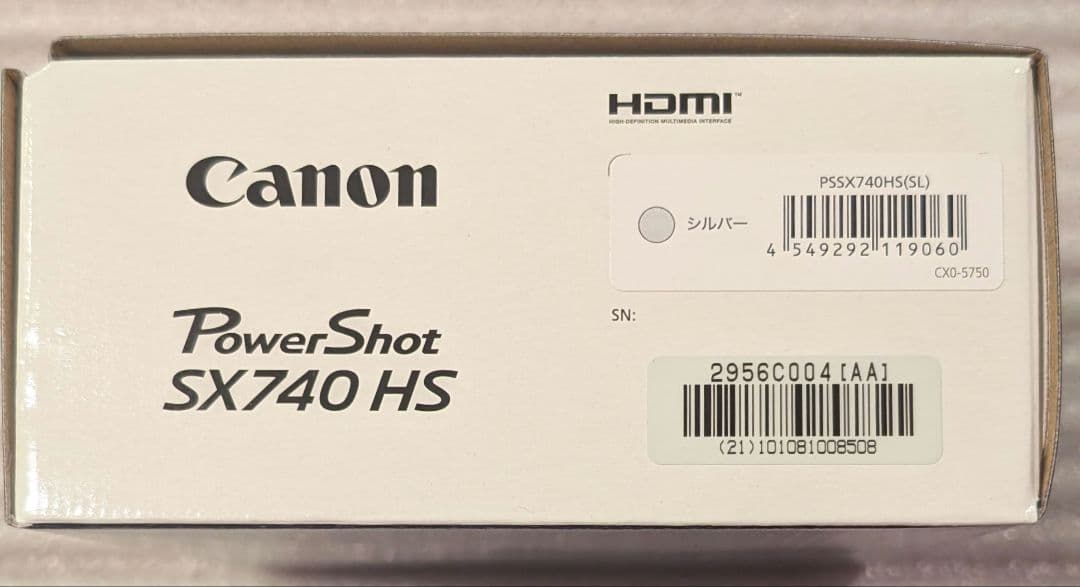 Canon
PowerShot
SX740 HS
HDMI™
HIGH-DEFINITION MULTIMEDIA INTERFACE
PSSX740HS(SL)
シルバー
4 549292 119060
CX0-5750
SN:
2956C004[AA]
(21)101081008508